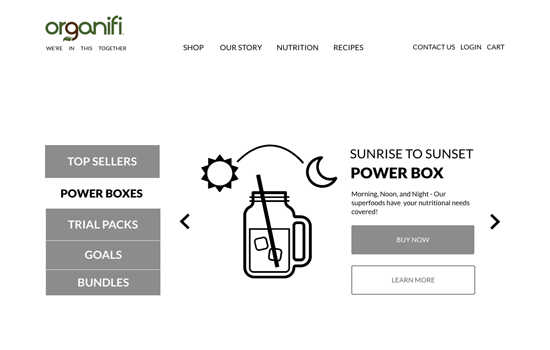 organifi
WE'RE IN THIS TOGETHER
SHOP OUR STORY NUTRITION RECIPES
CONTACT US LOGIN CART
TOP SELLERS
POWER BOXES
TRIAL PACKS
GOALS
BUNDLES
SUNRISE TO SUNSET
POWER BOX
Morning, Noon, and Night - Our
superfoods have your nutritional needs
covered!
BUY NOW
LEARN MORE